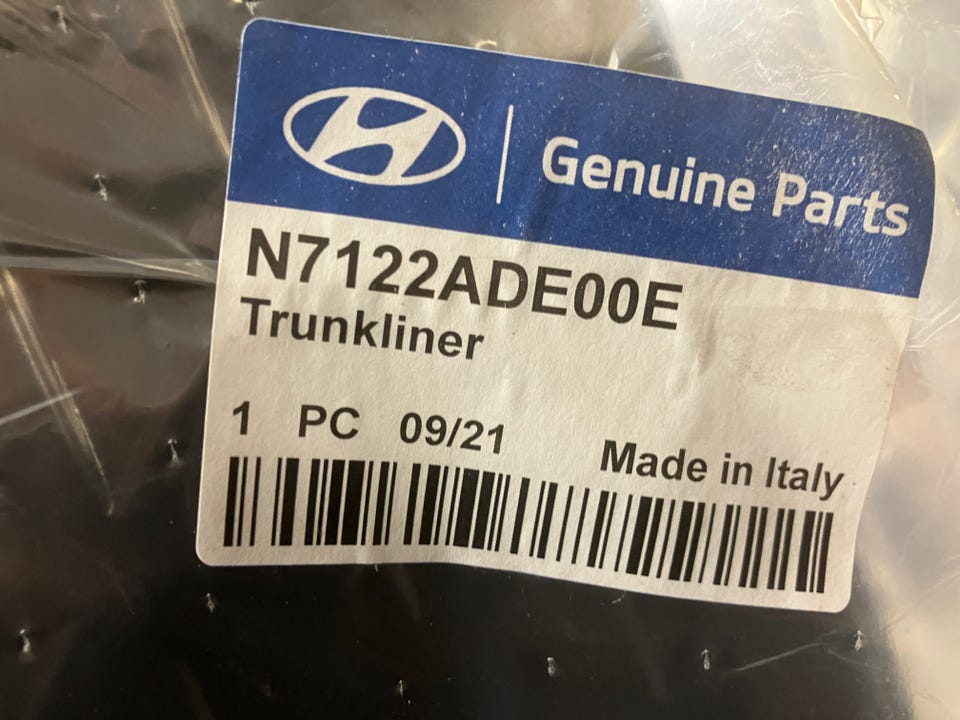 Genuine Parts
N7122ADE00E
Trunkliner
1 PC 09/21 Made in Italy